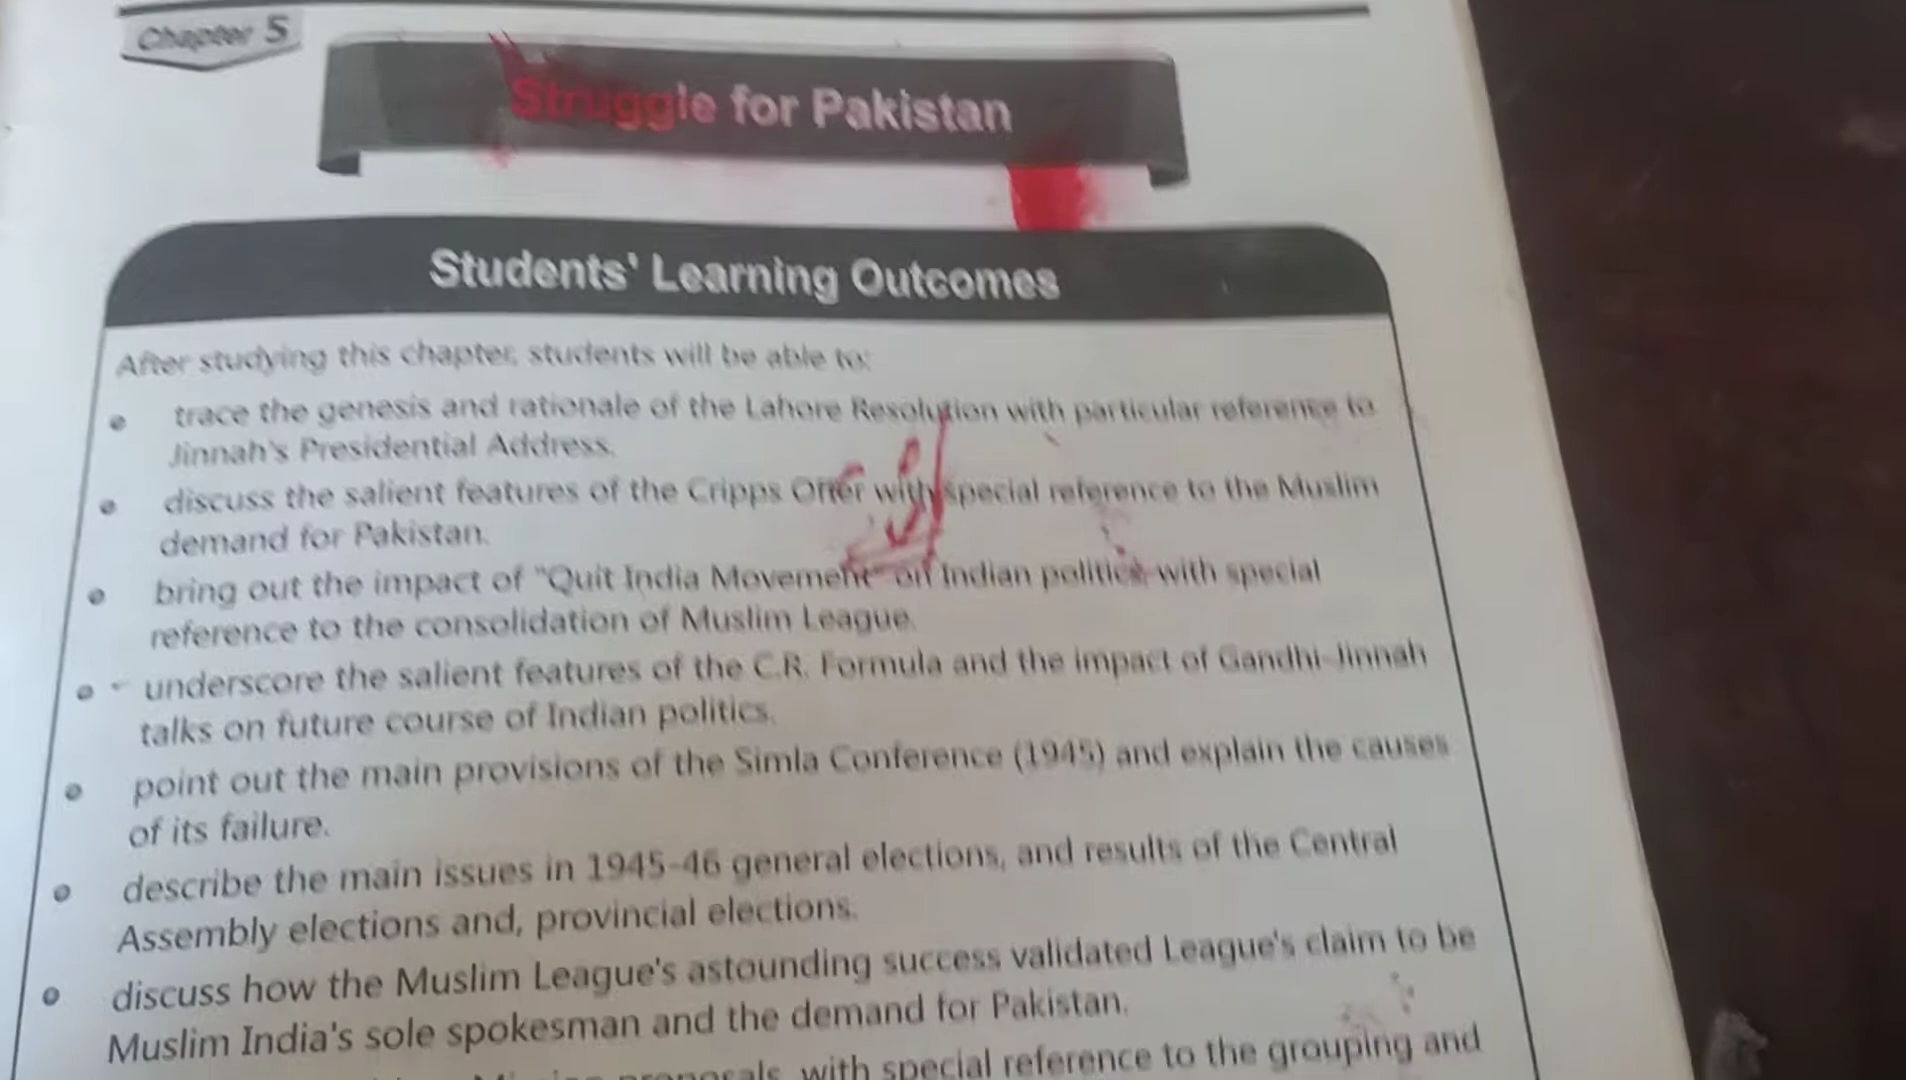 Chapter 5
Struggle for Pakistan
Students' Learning Outcomes
After studying this chapter, students will be able to:
trace the genesis and rationale of the Lahore Resolution with particular reference to
Jinnah's Presidential Address.
discuss the salient features of the Cripps Offer with special reference to the Muslim
demand for Pakistan.
bring out the impact of "Quit India Movement" on Indian politics with special
reference to the consolidation of Muslim League.
underscore the salient features of the C.R. Formula and the impact of Gandhi-Jinnah
talks on future course of Indian politics.
point out the main provisions of the Simla Conference (1945) and explain the causes
of its failure.
describe the main issues in 1945-46 general elections, and results of the Central
Assembly elections and, provincial elections.
discuss how the Muslim League's astounding success validated League's claim to be
Muslim India's sole spokesman and the demand for Pakistan.
proposals, with special reference to the grouping and